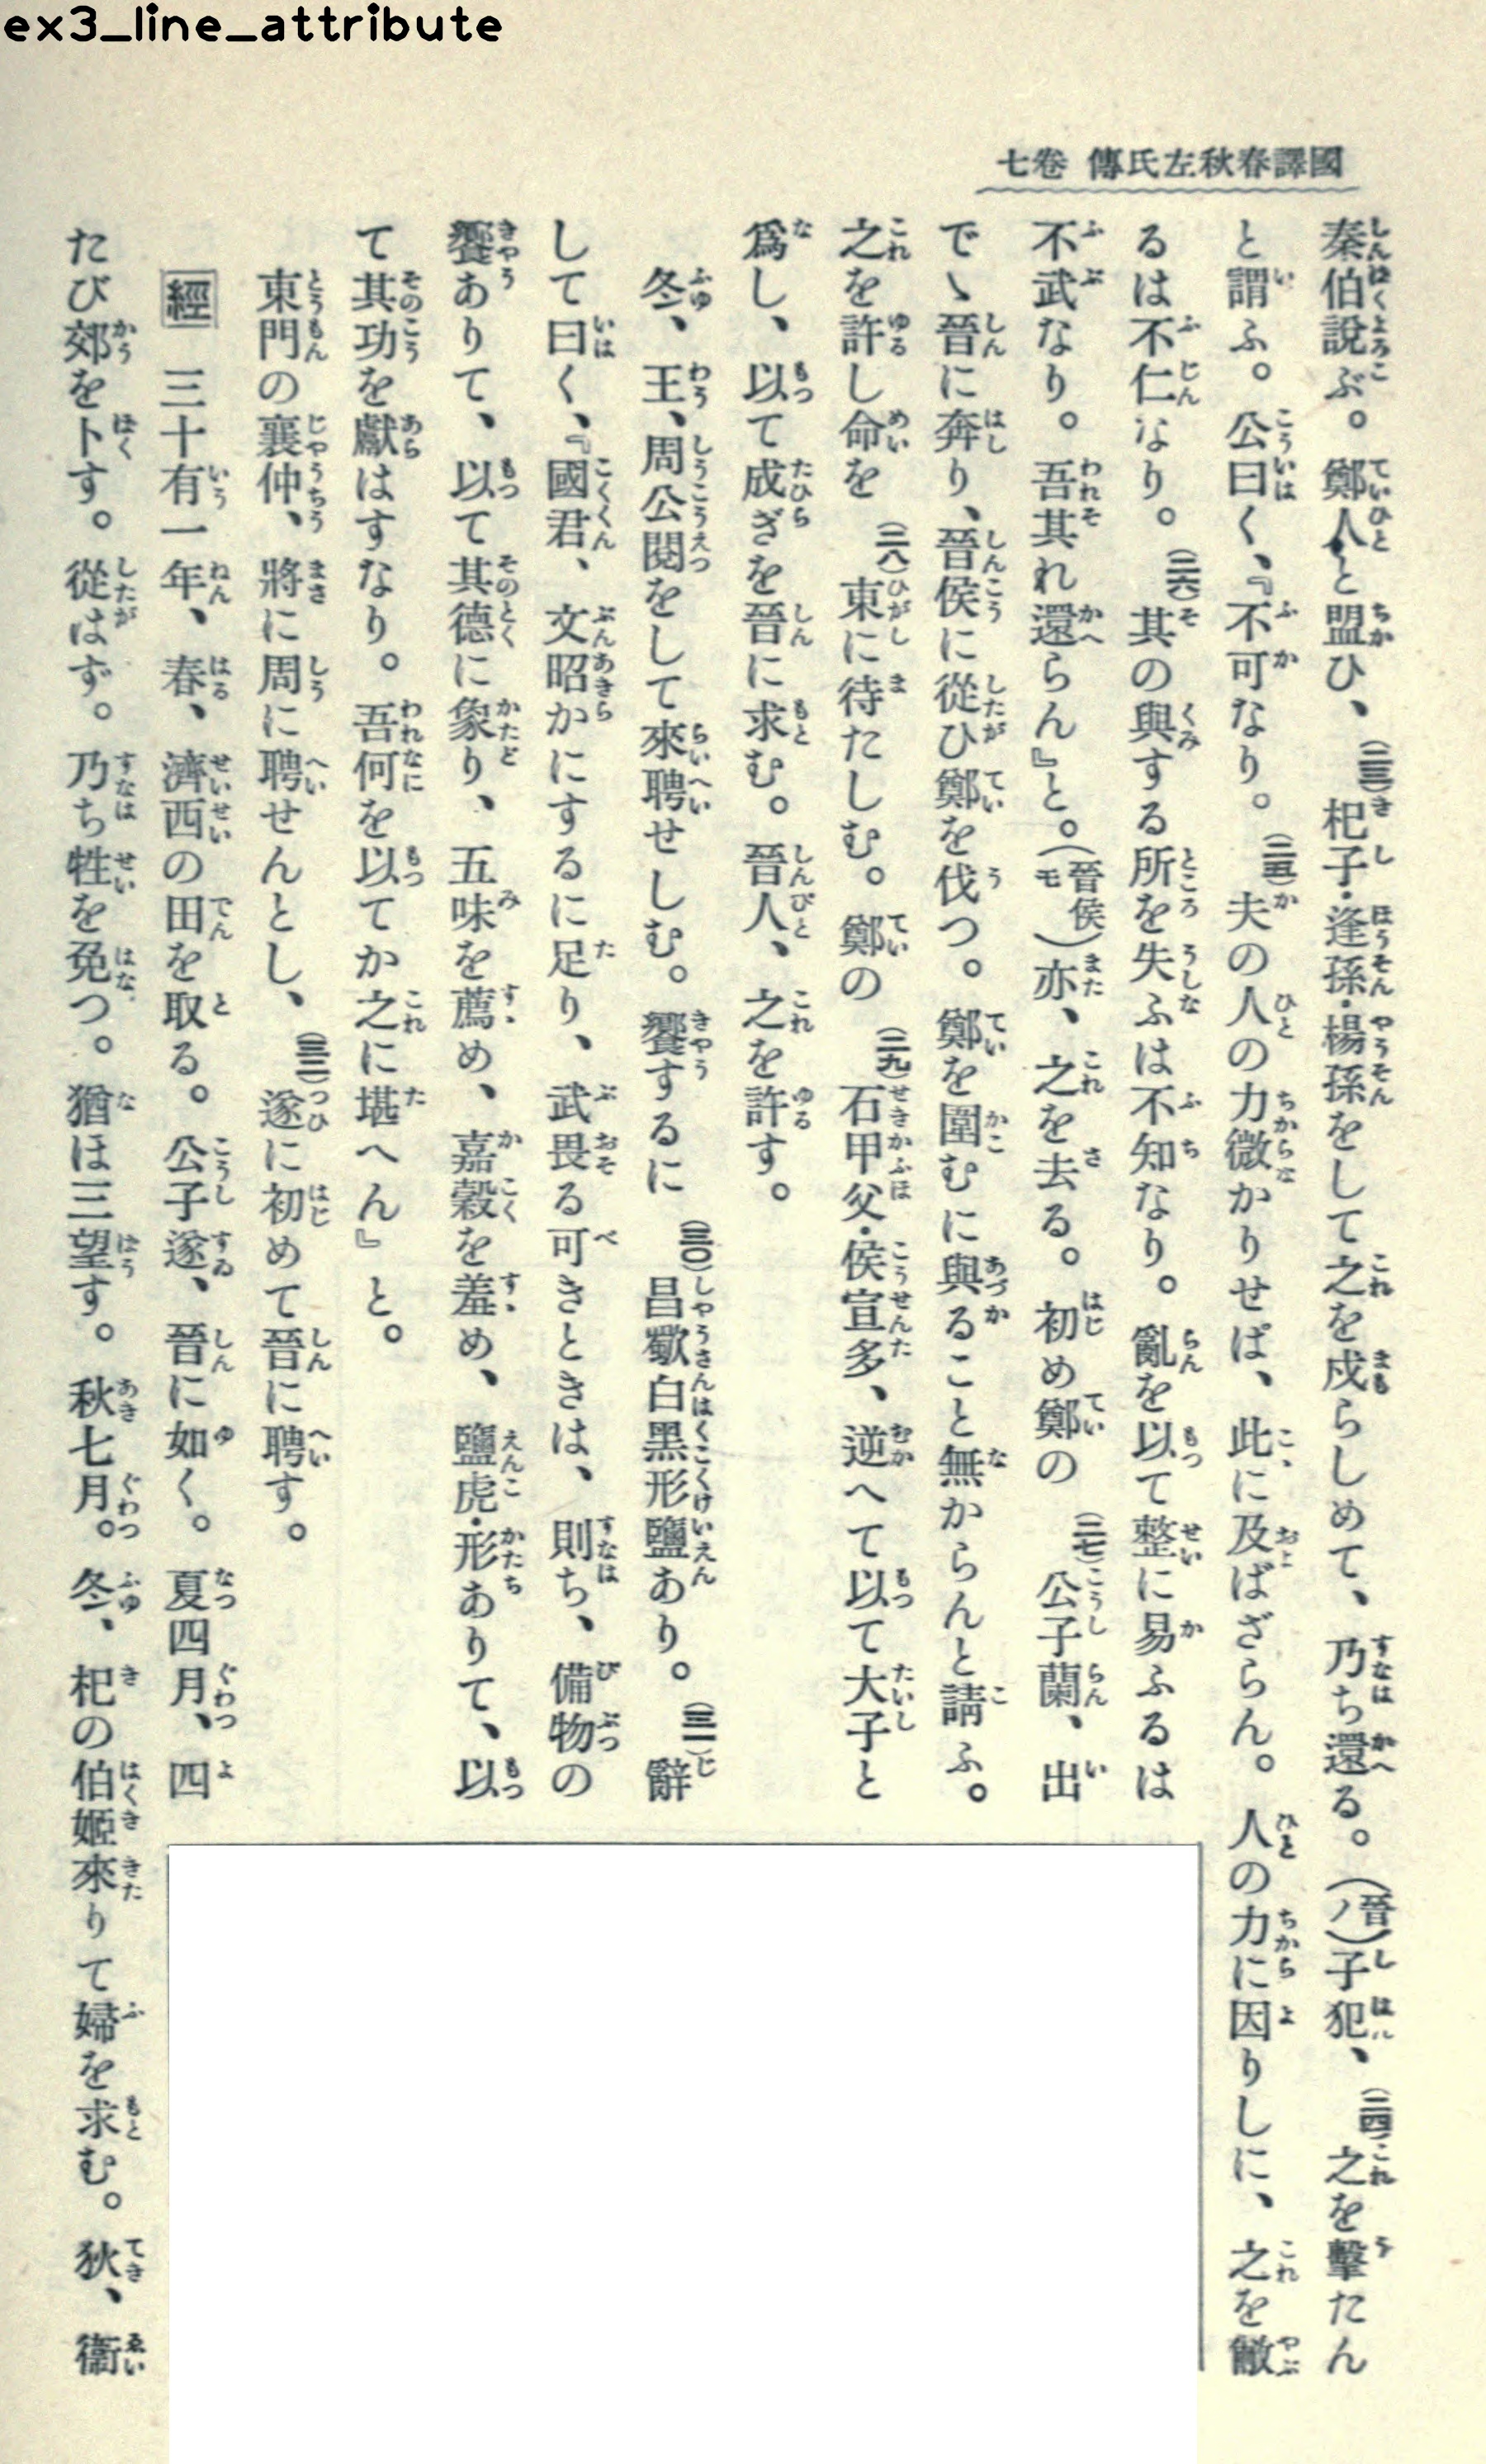 ex3_line_attribute
國譯春秋左氏傳 卷七
秦伯說ぶ。鄭人と盟ひ、(二三)杞子・逢孫・楊孫をして之を戍らしめて、乃ち還る。(晉ノ)子犯、(二四)之を擊たん
と謂ふ。公曰く、『不可なり。(二五)夫の人の力微かりせば、此に及ばざらん。人の力に因りしに、之を敝
るは不仁なり。(二六)其の與する所を失ふは不知なり。亂を以て整に易ふるは
不武なり。吾其れ還らん』と。(晉侯モ)亦、之を去る。初め鄭の(二七)公子蘭、出
でゝ晉に奔り、晉侯に從ひ鄭を伐つ。鄭を圍むに與ること無からんと請ふ。
之を許し命を(二八)東に待たしむ。鄭の(二九)石甲父・侯宣多、逆へて以て大子と
爲し、以て成ぎを晉に求む。晉人、之を許す。
冬、王、周公閱をして來聘せしむ。饗するに(三〇)昌歜白黑形鹽あり。(三一)辭
して曰く、『國君、文昭かにするに足り、武畏る可きときは、則ち、備物の
饗ありて、以て其德に象り、五味を薦め、嘉穀を羞め、鹽虎・形ありて、以
て其功を獻はすなり。吾何を以てか之に堪へん』と。
東門の襄仲、將に周に聘せんとし、(三二)遂に初めて晉に聘す。
經 三十有一年、春、濟西の田を取る。公子遂、晉に如く。夏四月、四
たび郊を卜す。從はず。乃ち牲を免つ。猶ほ三望す。秋七月。冬、杞の伯姬來りて婦を求む。狄、衞